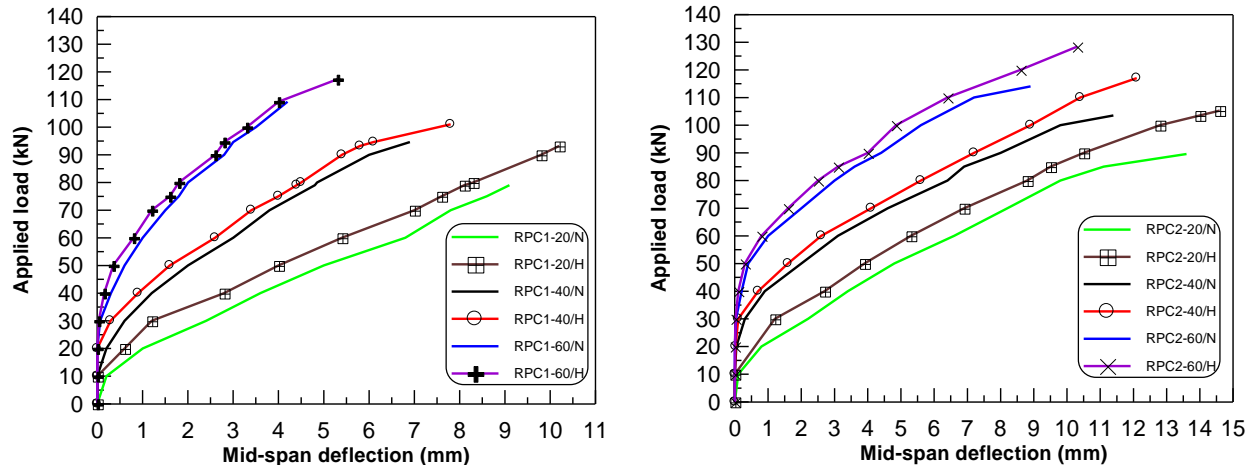 140
130
120
110
100
90
80
70
60
50
40
30
20
10
0
Applied load (kN)
0 1 2 3 4 5 6 7 8 9 10 11
Mid-span deflection (mm)
RPC1-20/N
RPC1-20/H
RPC1-40/N
RPC1-40/H
RPC1-60/N
RPC1-60/H
140
130
120
110
100
90
80
70
60
50
40
30
20
10
0
Applied load (kN)
0 1 2 3 4 5 6 7 8 9 10 11 12 13 14 15
Mid-span deflection (mm)
RPC2-20/N
RPC2-20/H
RPC2-40/N
RPC2-40/H
RPC2-60/N
RPC2-60/H